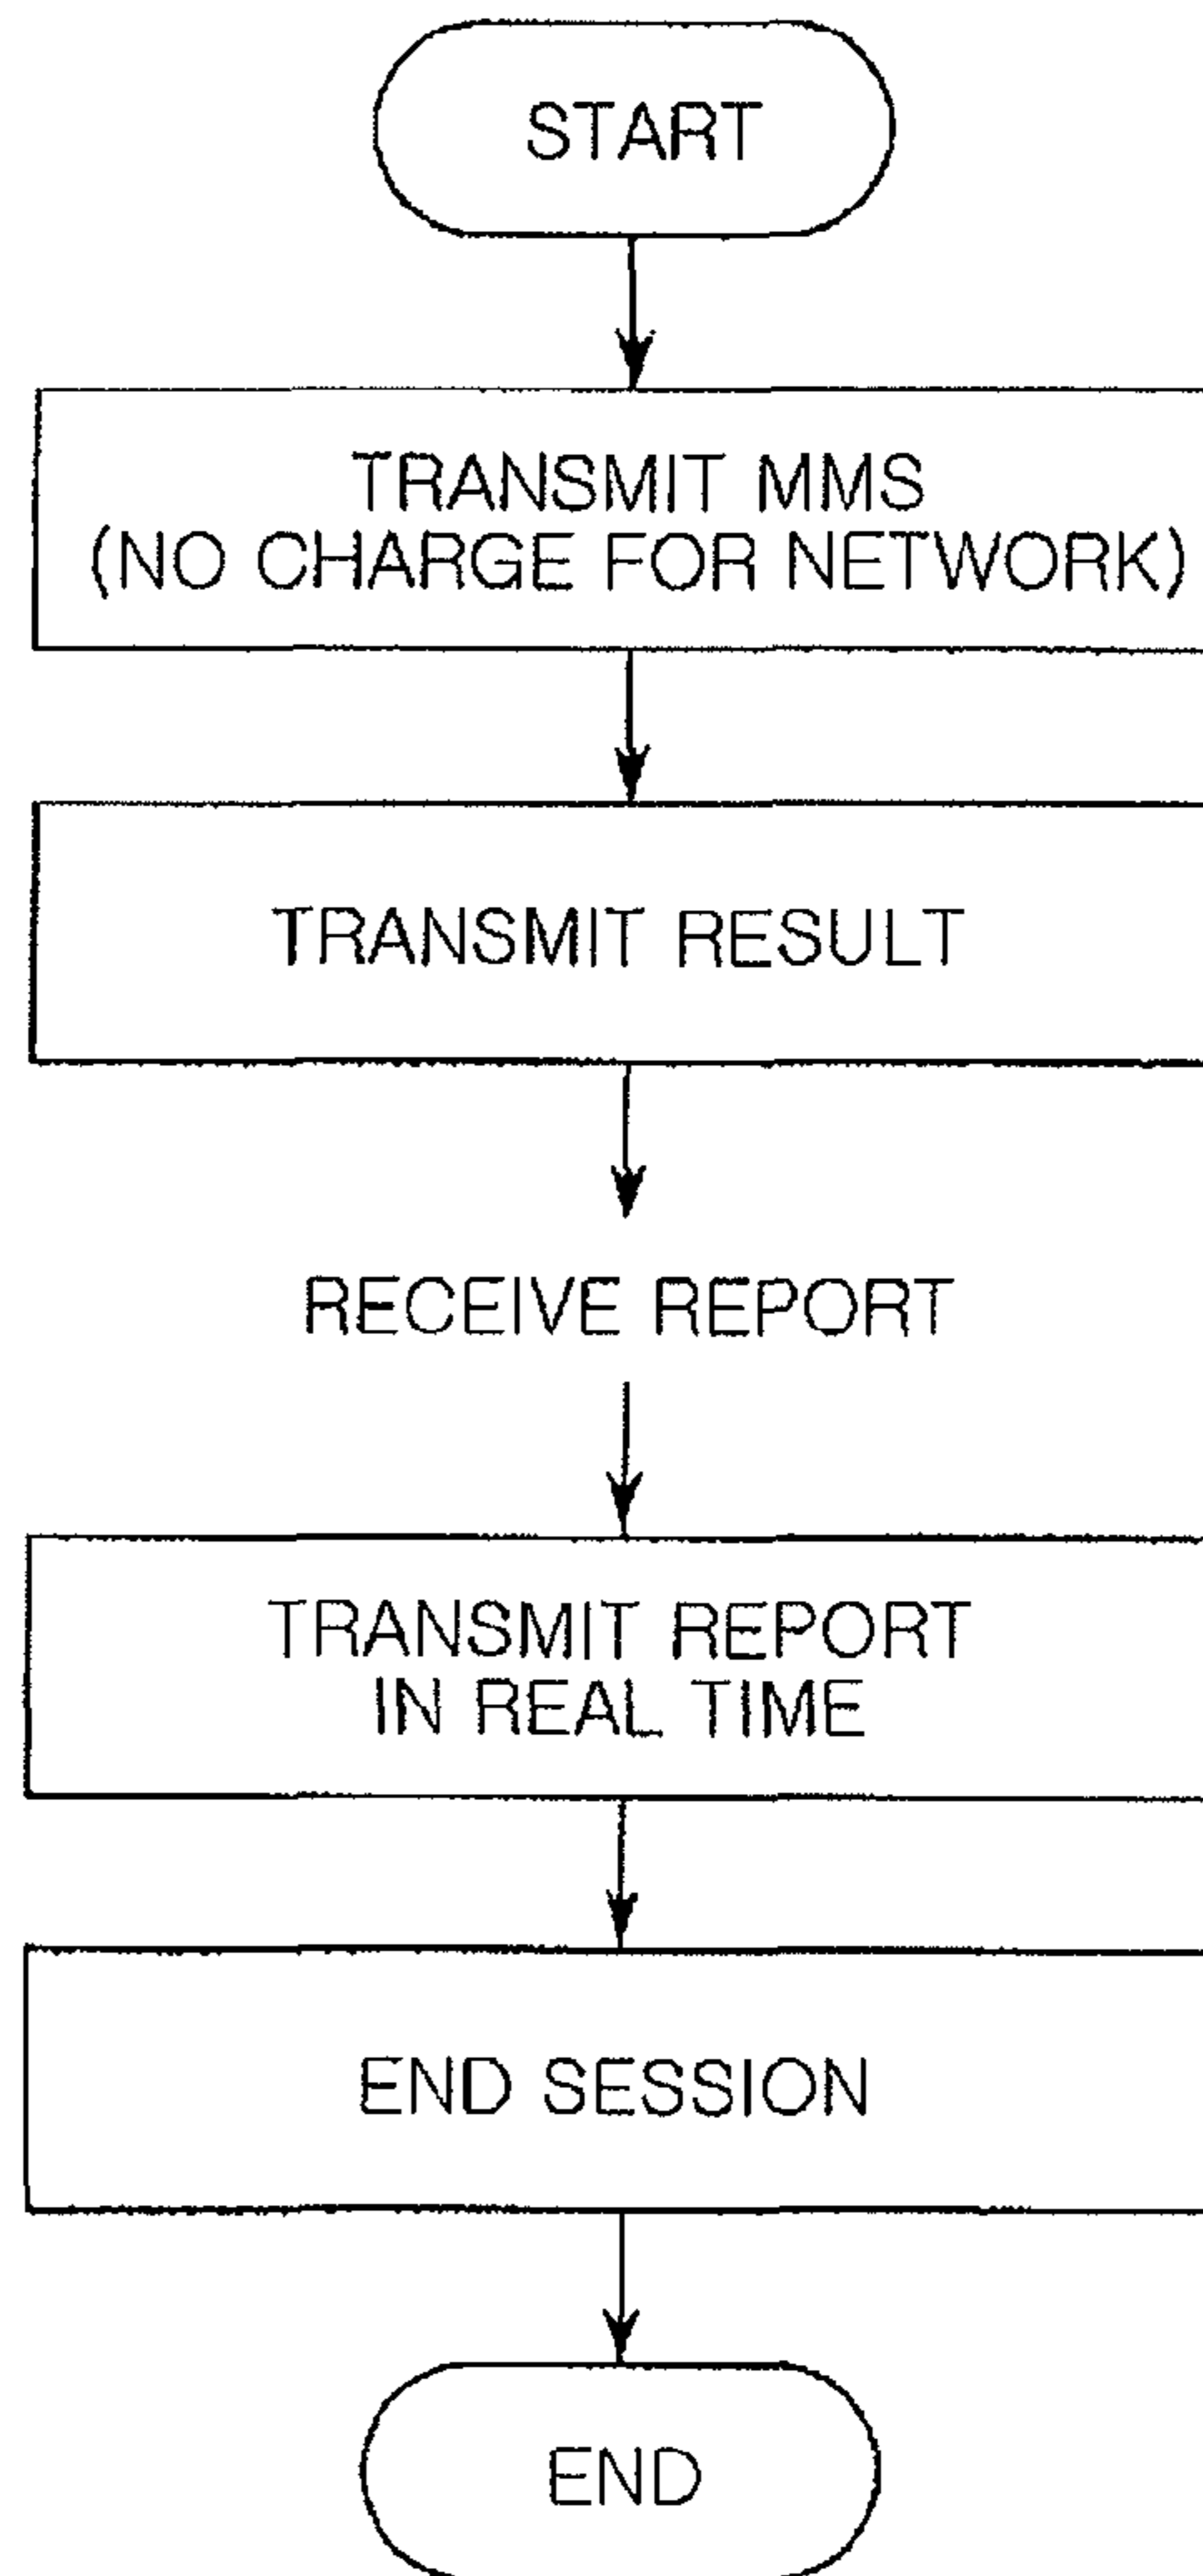 START
TRANSMIT MMS
(NO CHARGE FOR NETWORK)
TRANSMIT RESULT
RECEIVE REPORT
TRANSMIT REPORT
IN REAL TIME
END SESSION
END